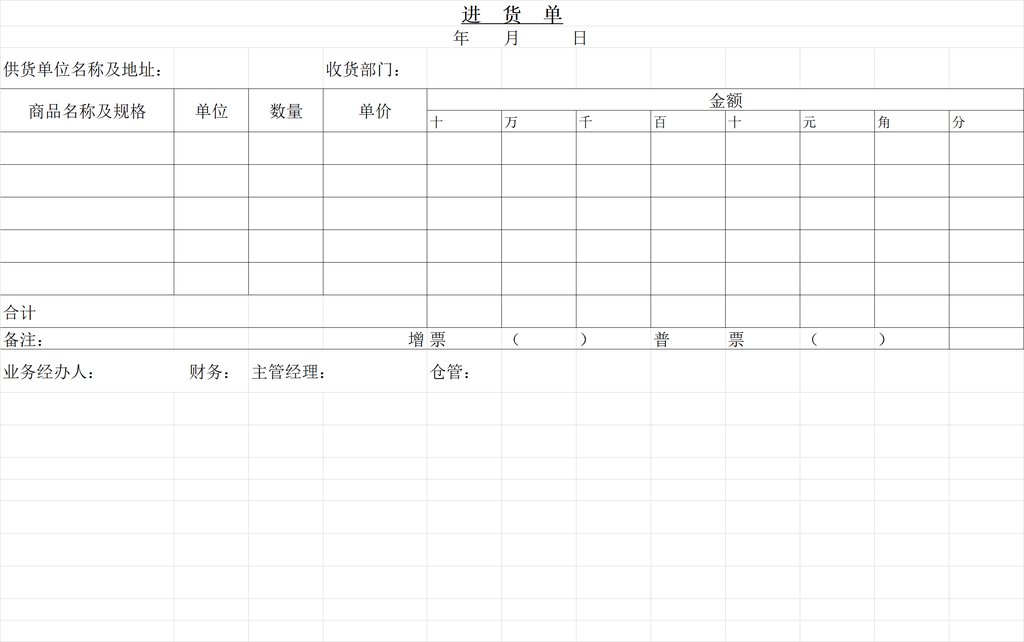 进 货 单
年 月 日
供货单位名称及地址： 收货部门：
商品名称及规格 单位 数量 单价 金额
十 万 千 百 十 元 角 分
合计
备注： 增 票 （ ） 普 票 （ ）
业务经办人： 财务： 主管经理： 仓管：